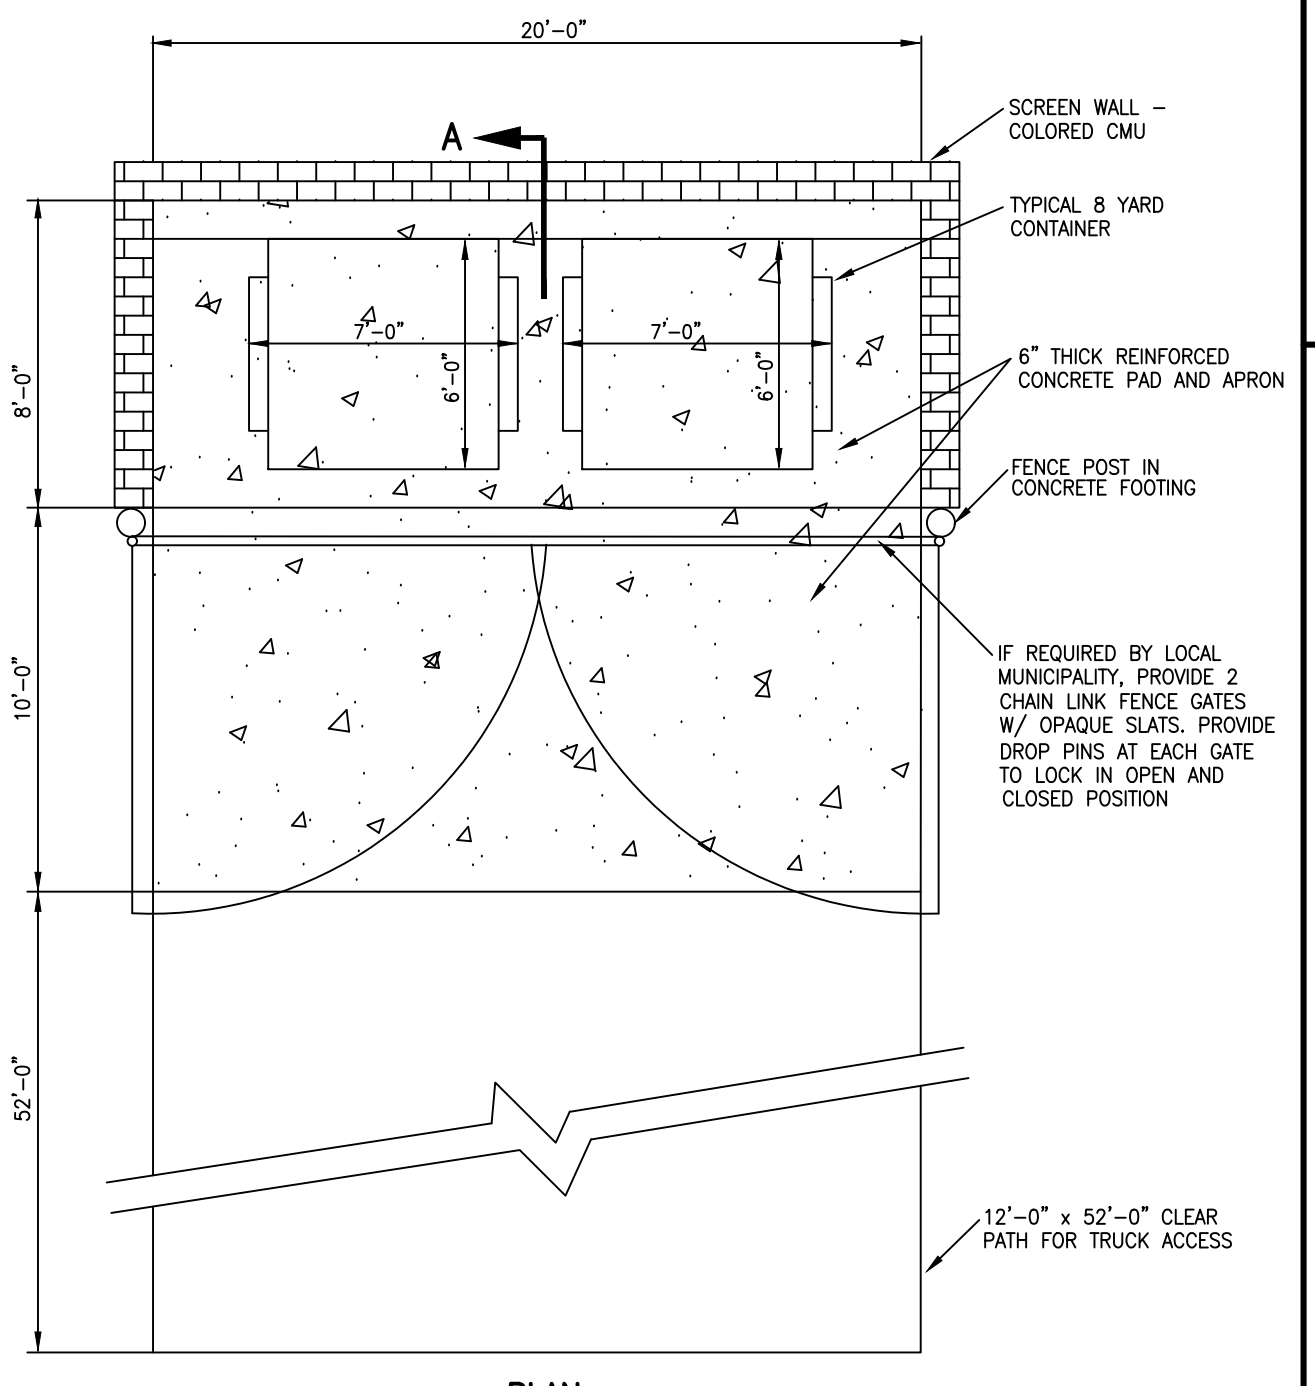 20'-0"
A
SCREEN WALL –
COLORED CMU
TYPICAL 8 YARD
CONTAINER
7'-0"
7'-0"
6'-0"
6'-0"
8'-0"
6" THICK REINFORCED
CONCRETE PAD AND APRON
FENCE POST IN
CONCRETE FOOTING
10'-0"
IF REQUIRED BY LOCAL
MUNICIPALITY, PROVIDE 2
CHAIN LINK FENCE GATES
W/ OPAQUE SLATS. PROVIDE
DROP PINS AT EACH GATE
TO LOCK IN OPEN AND
CLOSED POSITION
52'-0"
12'-0" x 52'-0" CLEAR
PATH FOR TRUCK ACCESS
PLAN